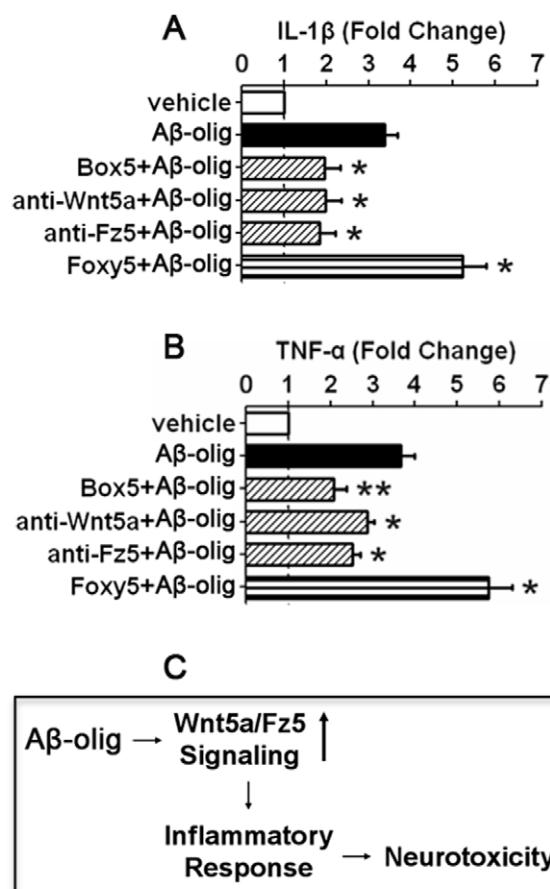 A
IL-1β (Fold Change)
0 1 2 3 4 5 6 7
vehicle
Aβ-olig
Box5+Aβ-olig *
anti-Wnt5a+Aβ-olig *
anti-Fz5+Aβ-olig *
Foxy5+Aβ-olig *
B
TNF-α (Fold Change)
0 1 2 3 4 5 6 7
vehicle
Aβ-olig
Box5+Aβ-olig **
anti-Wnt5a+Aβ-olig *
anti-Fz5+Aβ-olig *
Foxy5+Aβ-olig *
C
Aβ-olig → Wnt5a/Fz5 ↑
Signaling
↓
Inflammatory
Response → Neurotoxicity